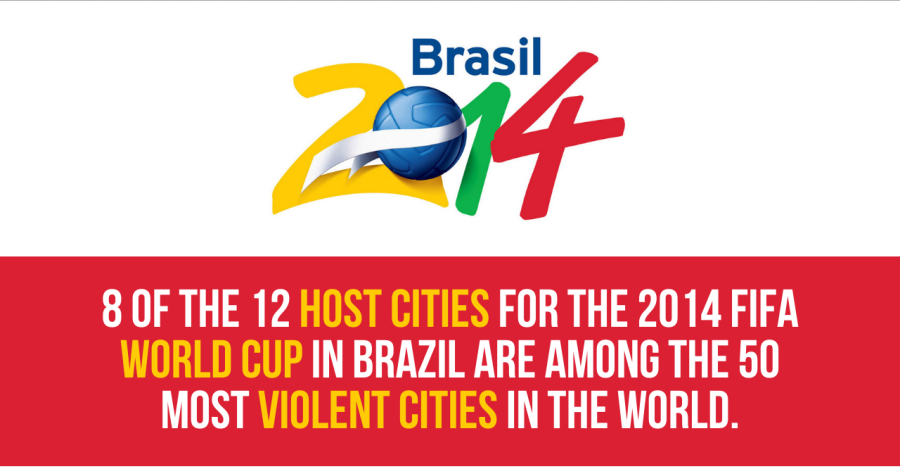 Brasil
2014
8 OF THE 12 HOST CITIES FOR THE 2014 FIFA
WORLD CUP IN BRAZIL ARE AMONG THE 50
MOST VIOLENT CITIES IN THE WORLD.